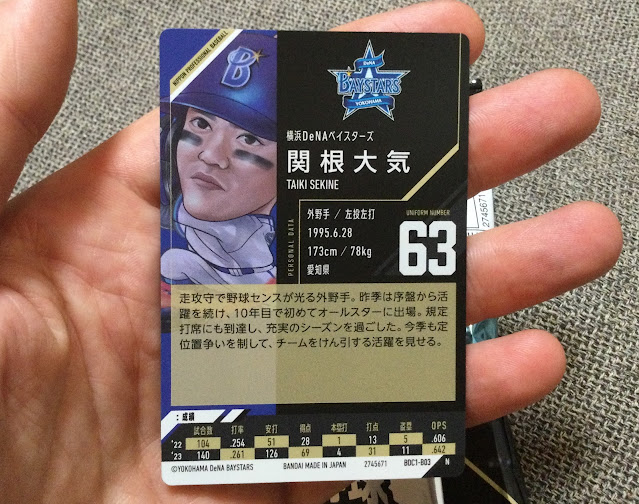 NIPPON PROFESSIONAL BASEBALL
B
DeNA
BAYSTARS
YOKOHAMA
横浜DeNAベイスターズ
関根大気
TAIKI SEKINE
PERSONAL DATA
外野手 / 左投左打
1995.6.28
173cm / 78kg
愛知県
UNIFORM NUMBER
63
走攻守で野球センスが光る外野手。昨季は序盤から活
躍を続け、10年目で初めてオールスターに出場。規定
打席にも到達し、充実のシーズンを過ごした。今季も定
位置争いを制して、チームをけん引する活躍を見せる。
:成績
試合数 打率 安打 得点 本塁打 打点 盗塁 OPS
'22 104 .254 51 28 1 13 5 .606
'23 140 .261 126 69 4 31 11 .642
©YOKOHAMA DeNA BAYSTARS BANDAI MADE IN JAPAN 2745671 BDC1-B03 N
2745671